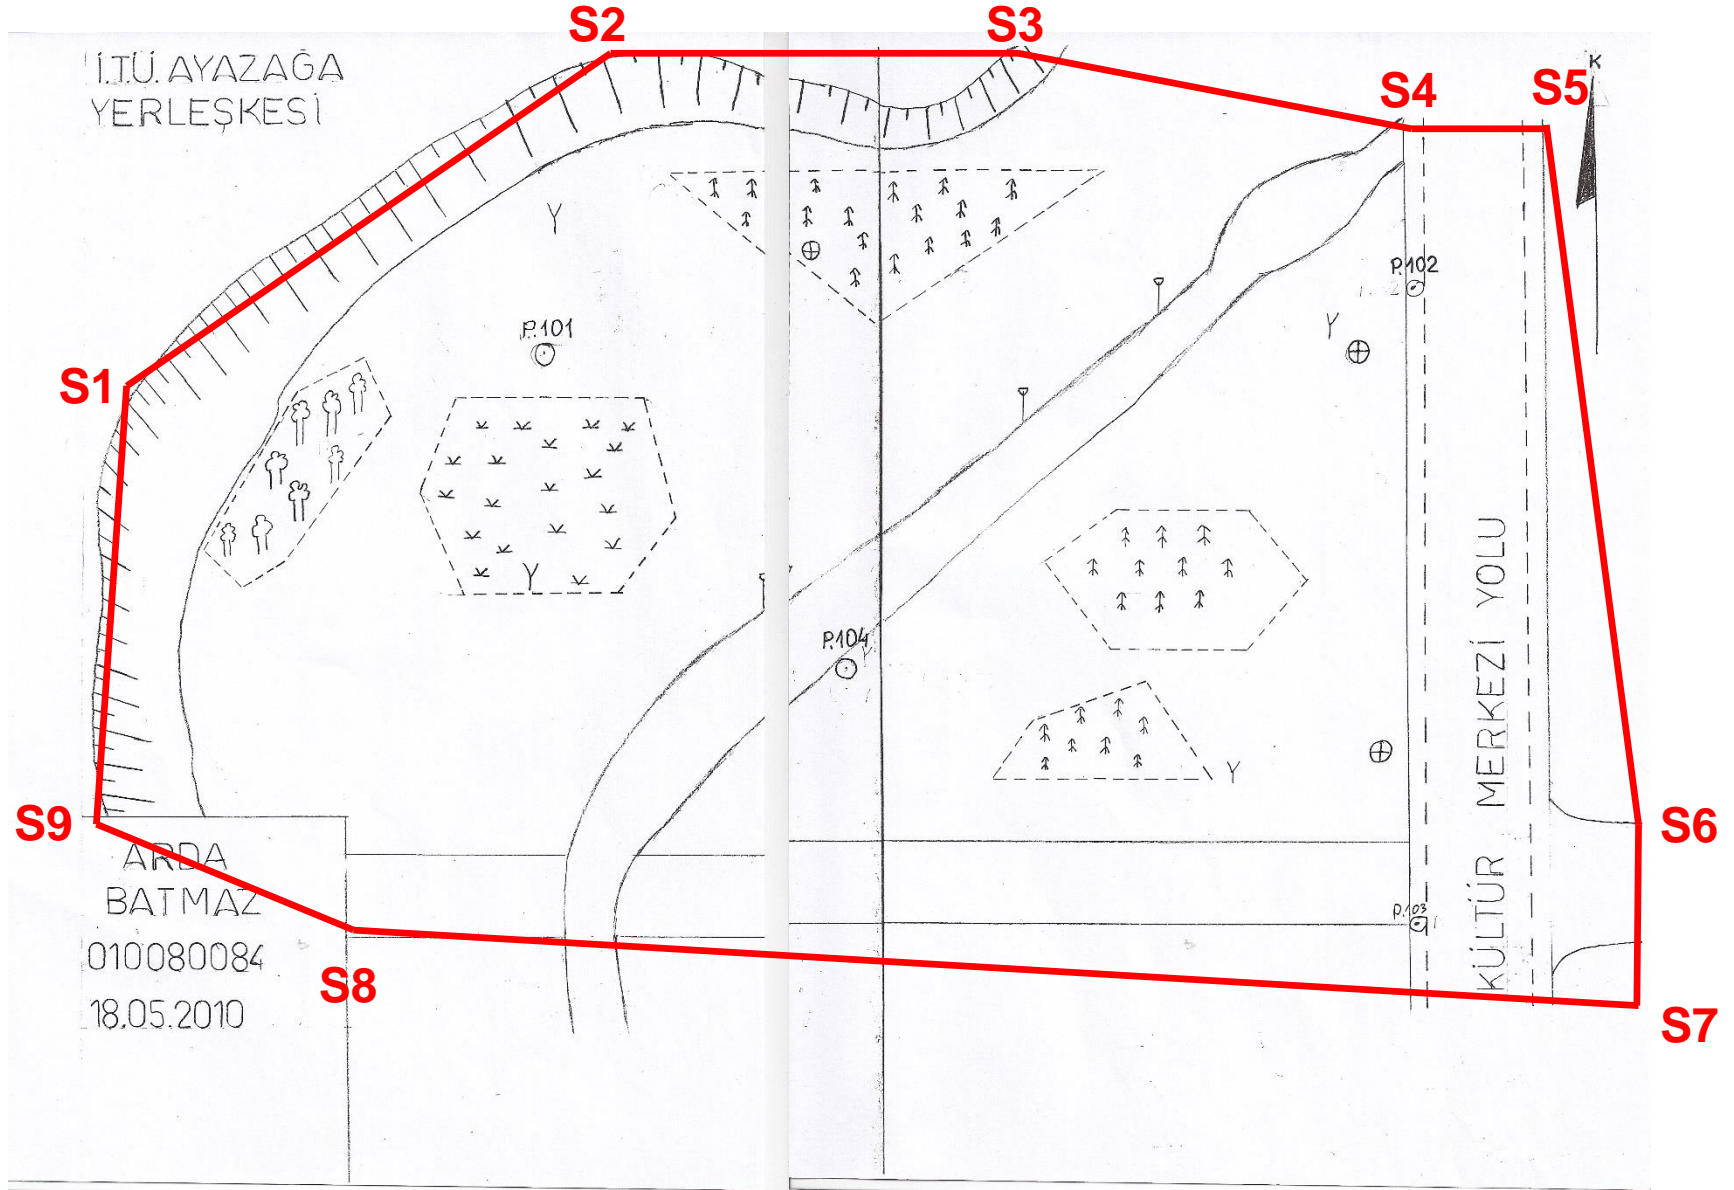 S2
S3
İ.T.Ü. AYAZAĞA
YERLEŞKESİ
K
S4
S5
Y
P.102
Y
P.101
S1
Y
KÜLTÜR MERKEZİ YOLU
P.104
Y
Y
S9
S6
ARDA
BATMAZ
P.103
010080084
S8
18.05.2010
S7